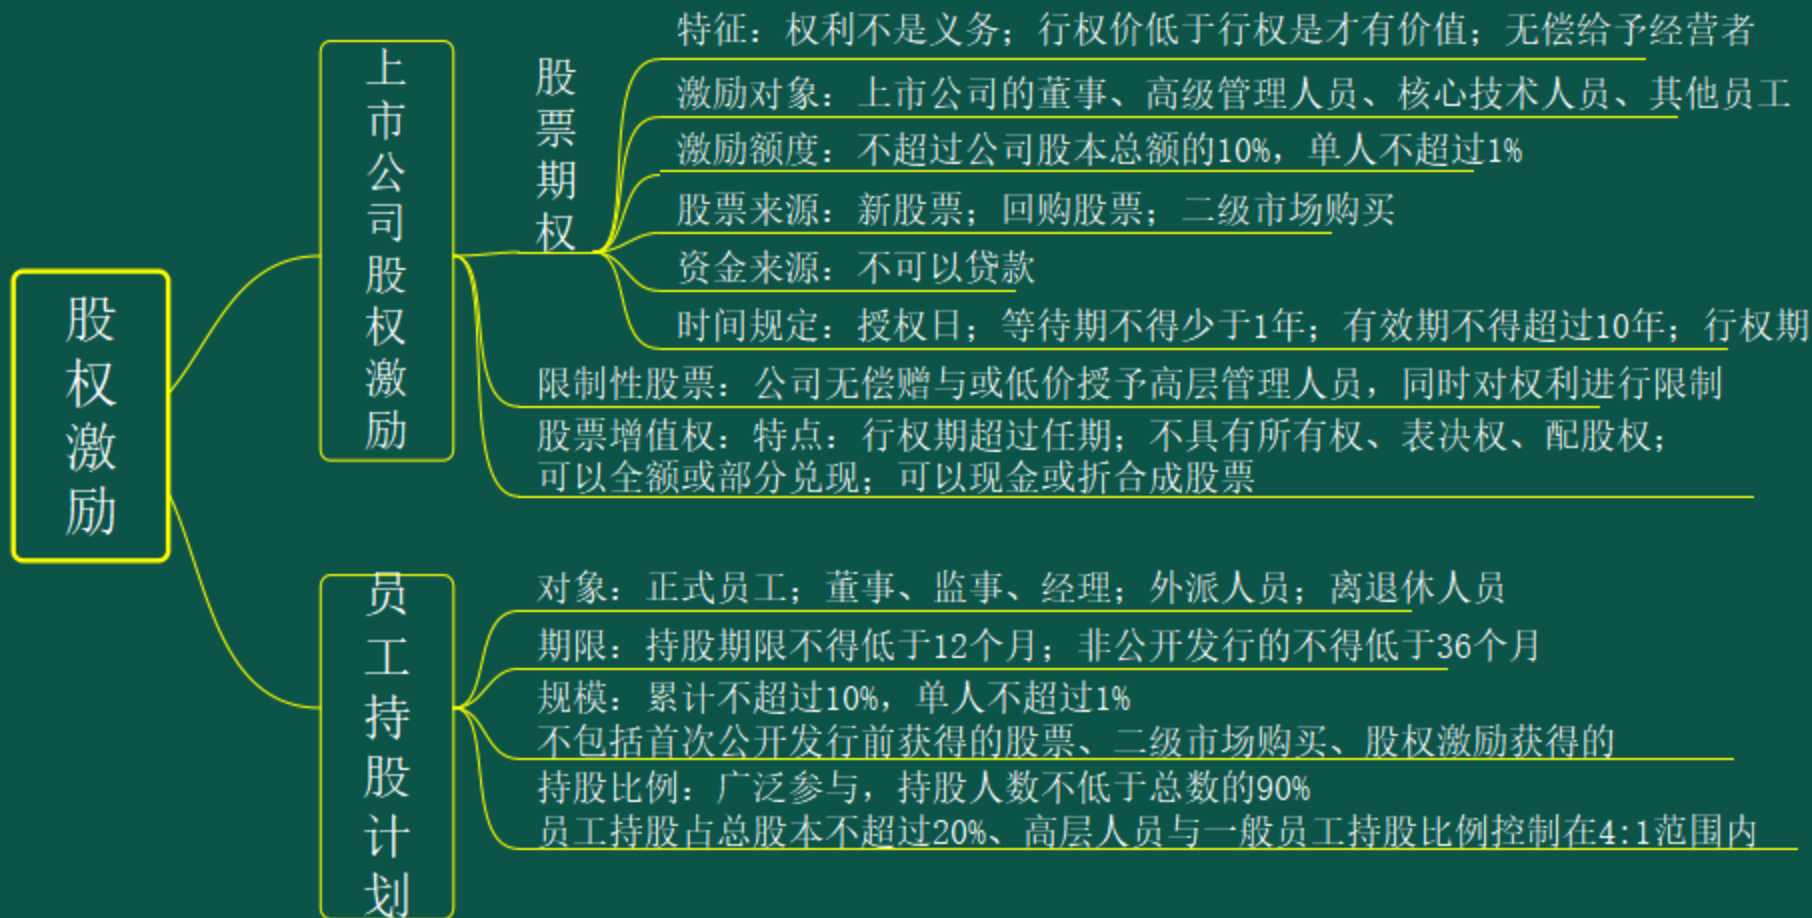 股权激励
上市公司股权激励
股票期权
特征：权利不是义务；行权价低于行权是才有价值；无偿给予经营者
激励对象：上市公司的董事、高级管理人员、核心技术人员、其他员工
激励额度：不超过公司股本总额的10%，单人不超过1%
股票来源：新股票；回购股票；二级市场购买
资金来源：不可以贷款
时间规定：授权日；等待期不得少于1年；有效期不得超过10年；行权期
限制性股票：公司无偿赠与或低价授予高层管理人员，同时对权利进行限制
股票增值权：特点：行权期超过任期；不具有所有权、表决权、配股权；
可以全额或部分兑现；可以现金或折合成股票
员工持股计划
对象：正式员工；董事、监事、经理；外派人员；离退休人员
期限：持股期限不得低于12个月；非公开发行的不得低于36个月
规模：累计不超过10%，单人不超过1%
不包括首次公开发行前获得的股票、二级市场购买、股权激励获得的
持股比例：广泛参与，持股人数不低于总数的90%
员工持股占总股本不超过20%、高层人员与一般员工持股比例控制在4:1范围内